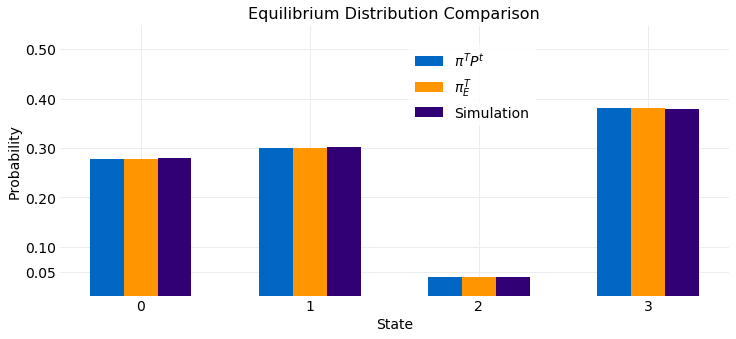 Equilibrium Distribution Comparison
Probability
0.50
0.40
0.30
0.20
0.10
0.05
π^T P^t
π_E^T
Simulation
0 1 2 3
State